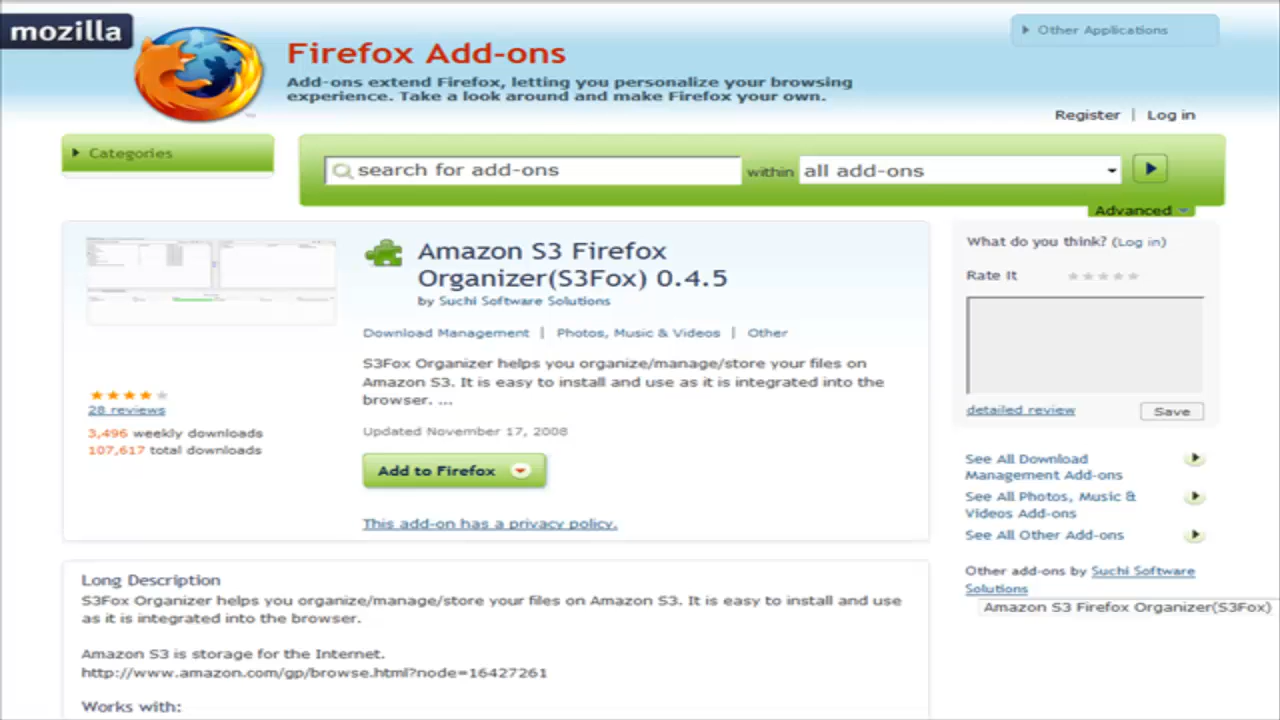 mozilla
Firefox Add-ons
Add-ons extend Firefox, letting you personalize your browsing
experience. Take a look around and make Firefox your own.
Other Applications
Register | Log in
Categories
search for add-ons within all add-ons
Advanced
Amazon S3 Firefox
Organizer(S3Fox) 0.4.5
by Suchi Software Solutions
Download Management | Photos, Music & Videos | Other
S3Fox Organizer helps you organize/manage/store your files on
Amazon S3. It is easy to install and use as it is integrated into the
browser. ...
28 reviews
3,496 weekly downloads
107,617 total downloads
Updated November 17, 2008
Add to Firefox
This add-on has a privacy policy.
What do you think? (Log in)
Rate It
detailed review
Save
See All Download
Management Add-ons
See All Photos, Music &
Videos Add-ons
See All Other Add-ons
Other add-ons by Suchi Software
Solutions
Amazon S3 Firefox Organizer(S3Fox)
Long Description
S3Fox Organizer helps you organize/manage/store your files on Amazon S3. It is easy to install and use
as it is integrated into the browser.
Amazon S3 is storage for the Internet.
http://www.amazon.com/gp/browse.html?node=16427261
Works with: